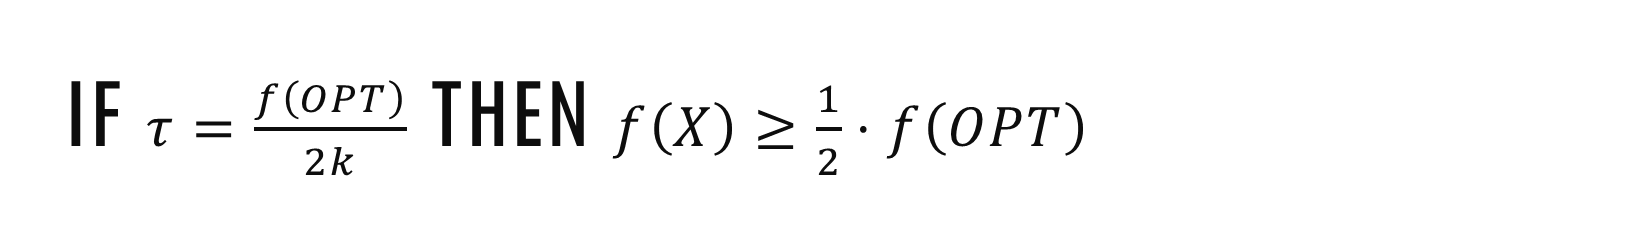 IF τ = f(OPT)/2k THEN f(X) ≥ 1/2 · f(OPT)